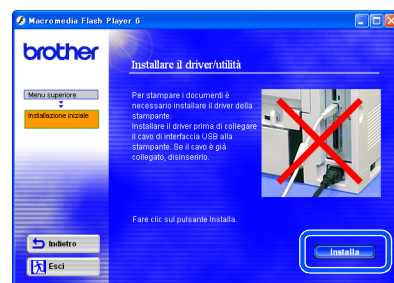 Macromedia Flash Player 6
brother
Installare il driver/utilità
Menu superiore
Installazione iniziale
Per stampare i documenti è
necessario installare il driver della
stampante.
Installare il driver prima di collegare
il cavo di interfaccia USB alla
stampante. Se il cavo è già
collegato, disinserirlo.
Fare clic sul pulsante Installa.
Indietro
Esci
Installa